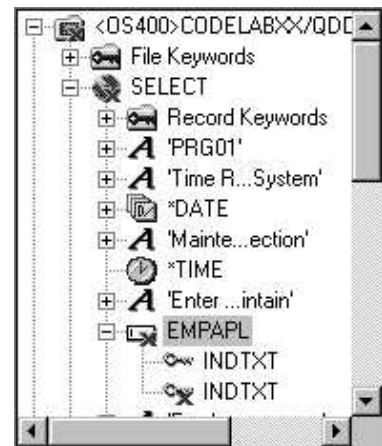 <OS400>CODELABXX/QDD
File Keywords
SELECT
Record Keywords
'PRG01'
'Time R...System'
*DATE
'Mainte...ection'
*TIME
'Enter ...intain'
EMPAPL
INDTXT
INDTXT